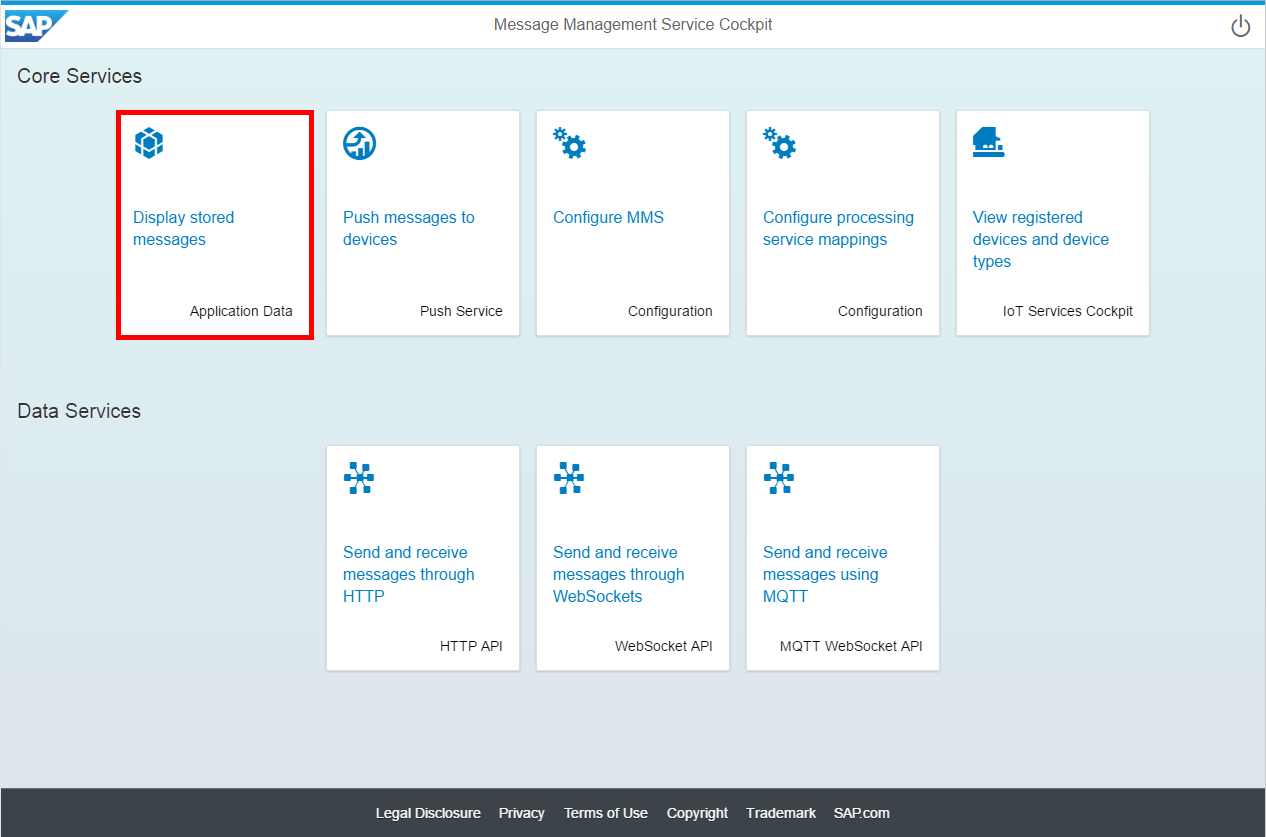 SAP
Message Management Service Cockpit
Core Services
Display stored
messages
Application Data
Push messages to
devices
Push Service
Configure MMS
Configuration
Configure processing
service mappings
Configuration
View registered
devices and device
types
IoT Services Cockpit
Data Services
Send and receive
messages through
HTTP
HTTP API
Send and receive
messages through
WebSockets
WebSocket API
Send and receive
messages using
MQTT
MQTT WebSocket API
Legal Disclosure Privacy Terms of Use Copyright Trademark SAP.com